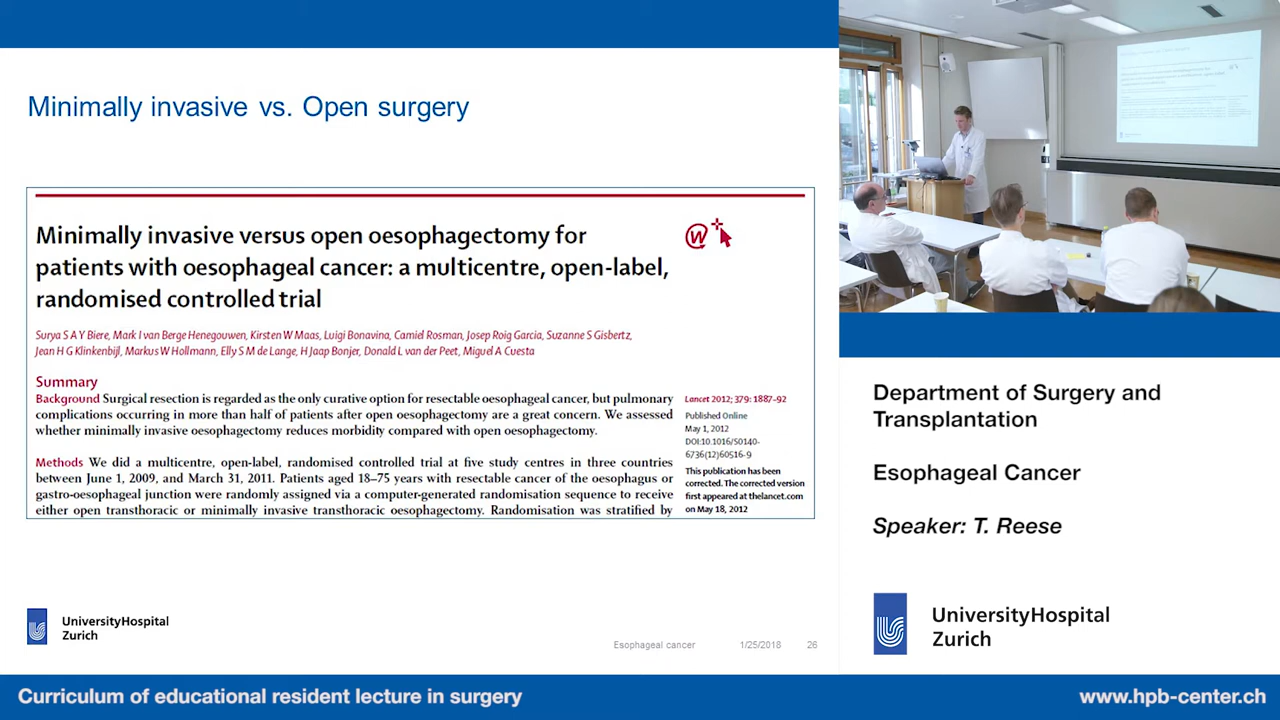 Minimally invasive vs. Open surgery
Minimally invasive versus open oesophagectomy for
patients with oesophageal cancer: a multicentre, open-label,
randomised controlled trial
Surya S A Y Biere, Mark I van Berge Henegouwen, Kirsten W Maas, Luigi Bonavina, Camiel Rosman, Josep Roig Garcia, Suzanne S Gisbertz,
Jean H G Klinkenbijl, Markus W Hollmann, Elly S M de Lange, H Jaap Bonjer, Donald L van der Peet, Miguel A Cuesta
Summary
Background Surgical resection is regarded as the only curative option for resectable oesophageal cancer, but pulmonary
complications occurring in more than half of patients after open oesophagectomy are a great concern. We assessed
whether minimally invasive oesophagectomy reduces morbidity compared with open oesophagectomy.
Methods We did a multicentre, open-label, randomised controlled trial at five study centres in three countries
between June 1, 2009, and March 31, 2011. Patients aged 18–75 years with resectable cancer of the oesophagus or
gastro-oesophageal junction were randomly assigned via a computer-generated randomisation sequence to receive
either open transthoracic or minimally invasive transthoracic oesophagectomy. Randomisation was stratified by
W
Lancet 2012; 379: 1887–92
Published Online
May 1, 2012
DOI:10.1016/S0140-
6736(12)60516-9
This publication has been
corrected. The corrected version
first appeared at thelancet.com
on May 18, 2012
UniversityHospital
Zurich
Esophageal cancer 1/25/2018 26
Department of Surgery and
Transplantation
Esophageal Cancer
Speaker: T. Reese
UniversityHospital
Zurich
Curriculum of educational resident lecture in surgery
www.hpb-center.ch